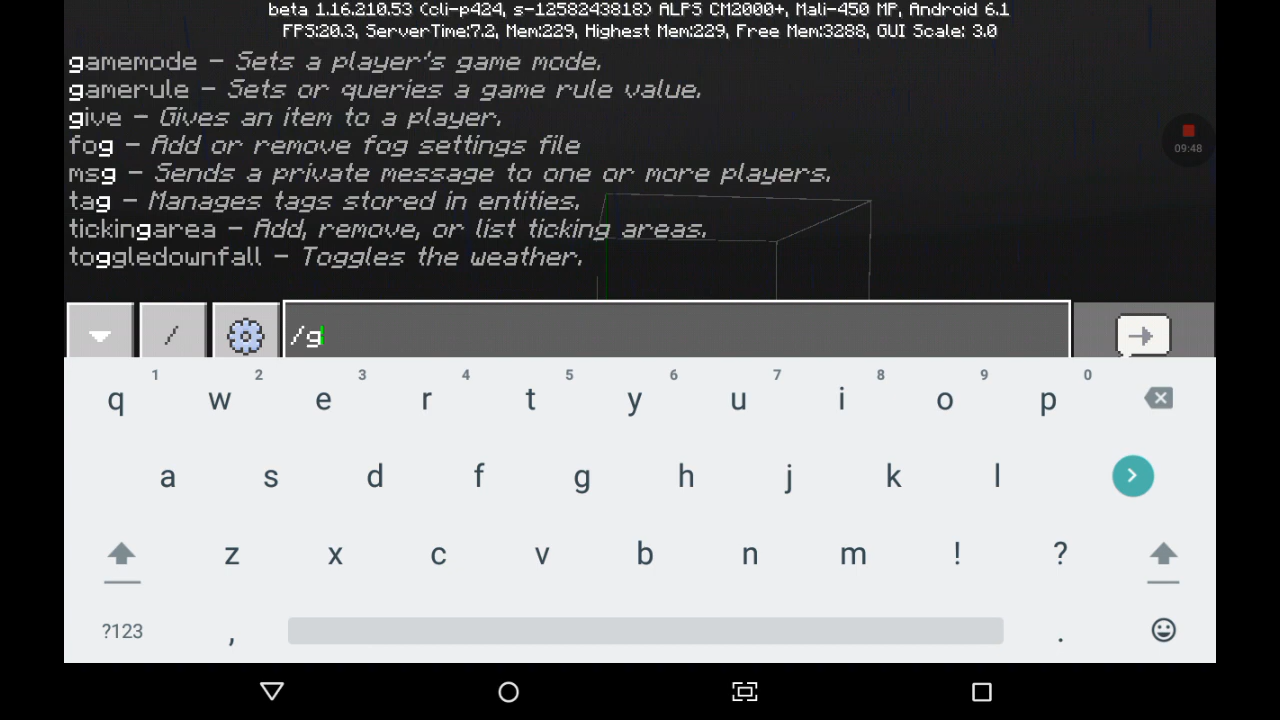 beta 1.16.210.53 (cli-p424, s-1258243818) ALPS CM2000+, Mali-450 MP, Android 6.1
FPS:20.3, ServerTime:7.2, Mem:229, Highest Mem:229, Free Mem:3288, GUI Scale: 3.0
gamemode – Sets a player's game mode.
gamerule – Sets or queries a game rule value.
give – Gives an item to a player.
fog – Add or remove fog settings file
msg – Sends a private message to one or more players.
tag – Manages tags stored in entities.
tickingarea – Add, remove, or list ticking areas.
toggledownfall – Toggles the weather.
09:48
/ /g
1 2 3 4 5 6 7 8 9 0
q w e r t y u i o p
a s d f g h j k l
z x c v b n m ! ?
?123 , .